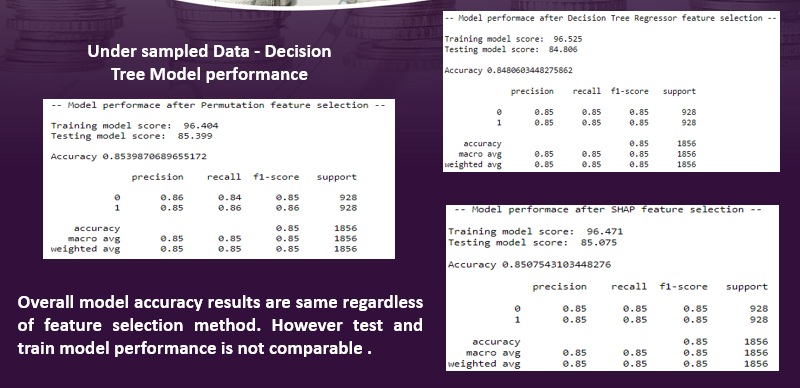 Under sampled Data - Decision
Tree Model performance
-- Model performace after Permutation feature selection --
Training model score: 96.404
Testing model score: 85.399
Accuracy 0.8539870689655172
precision recall f1-score support
0 0.86 0.84 0.85 928
1 0.85 0.86 0.86 928
accuracy 0.85 1856
macro avg 0.85 0.85 0.85 1856
weighted avg 0.85 0.85 0.85 1856
Overall model accuracy results are same regardless
of feature selection method. However test and
train model performance is not comparable .
-- Model performace after Decision Tree Regressor feature selection --
Training model score: 96.525
Testing model score: 84.806
Accuracy 0.8480603448275862
precision recall f1-score support
0 0.85 0.85 0.85 928
1 0.85 0.85 0.85 928
accuracy 0.85 1856
macro avg 0.85 0.85 0.85 1856
weighted avg 0.85 0.85 0.85 1856
-- Model performace after SHAP feature selection --
Training model score: 96.471
Testing model score: 85.075
Accuracy 0.8507543103448276
precision recall f1-score support
0 0.85 0.85 0.85 928
1 0.85 0.85 0.85 928
accuracy 0.85 1856
macro avg 0.85 0.85 0.85 1856
weighted avg 0.85 0.85 0.85 1856